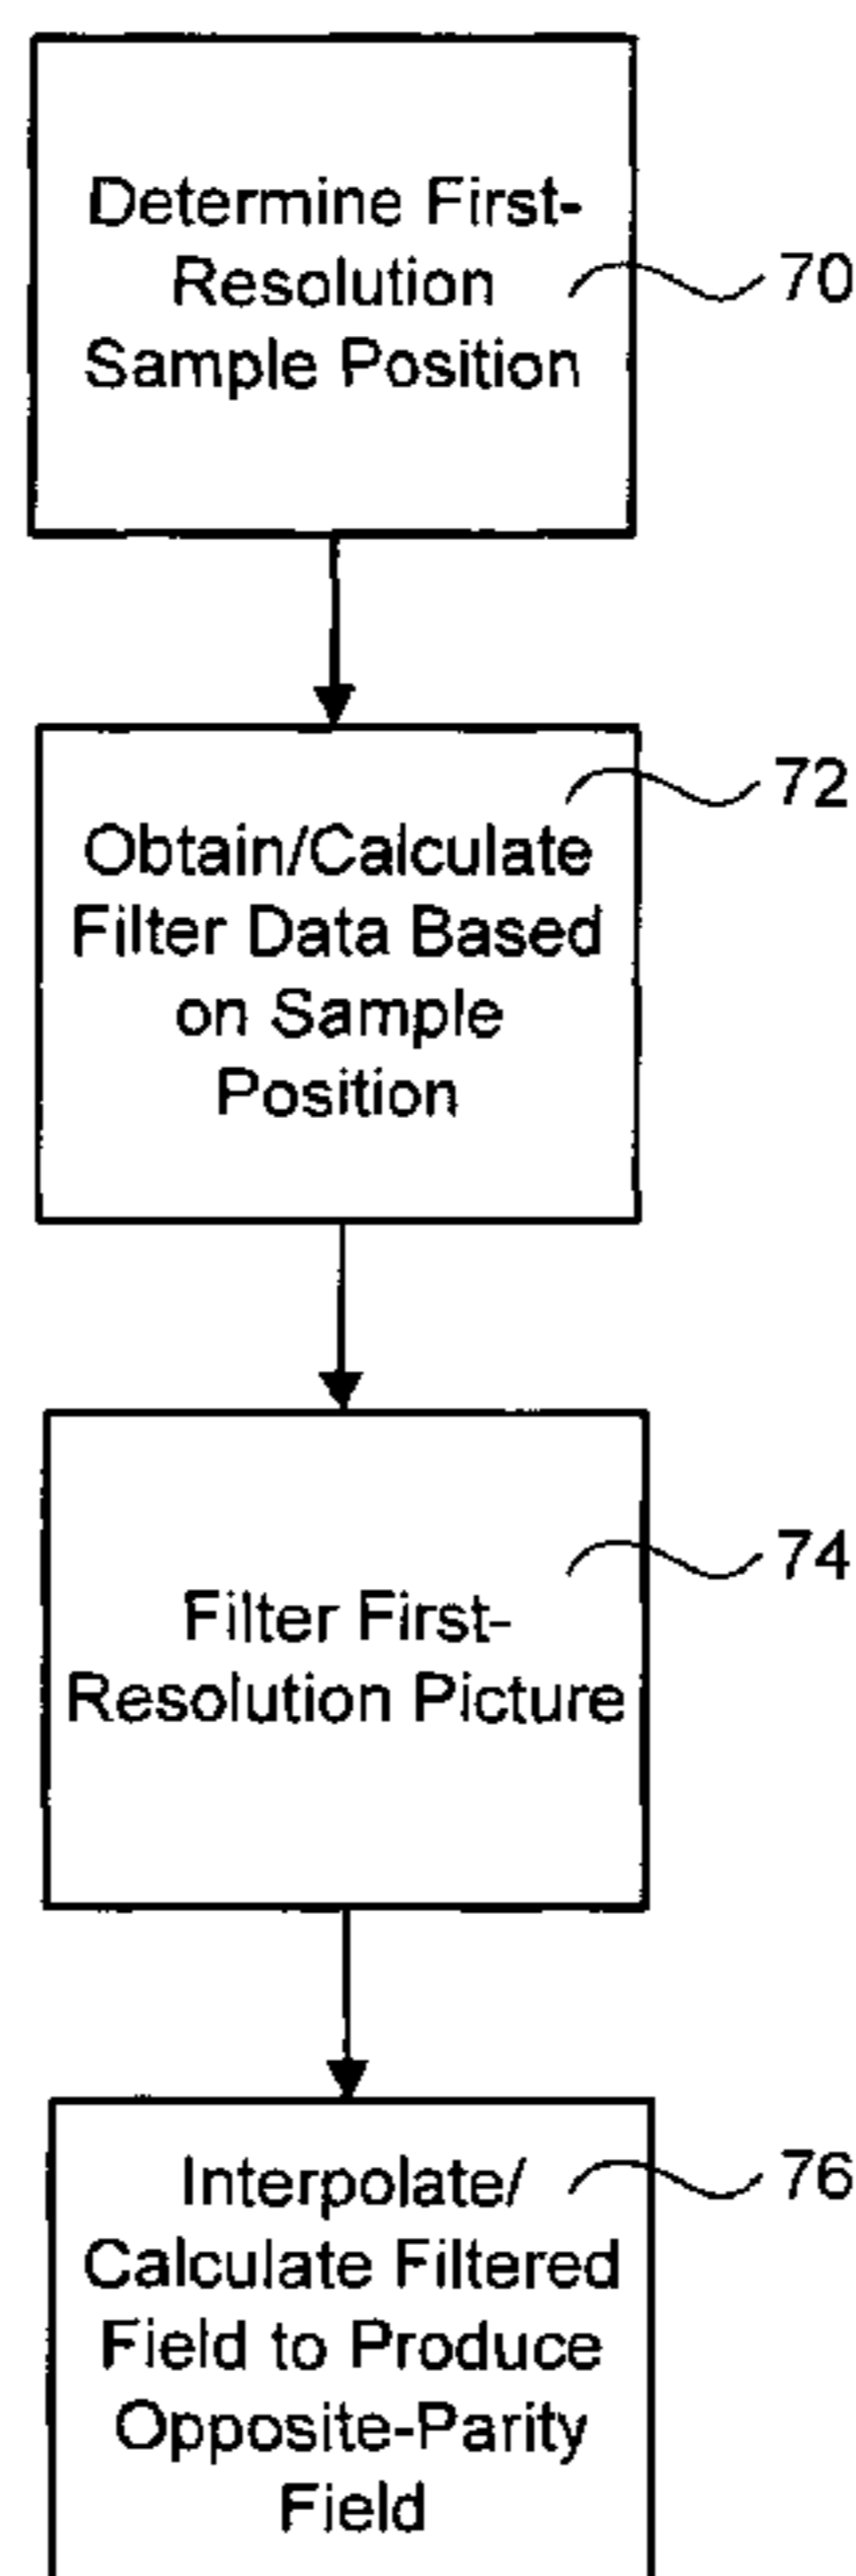 Determine First-
Resolution
Sample Position
70
Obtain/Calculate
Filter Data Based
on Sample
Position
72
Filter First-
Resolution Picture
74
Interpolate/
Calculate Filtered
Field to Produce
Opposite-Parity
Field
76